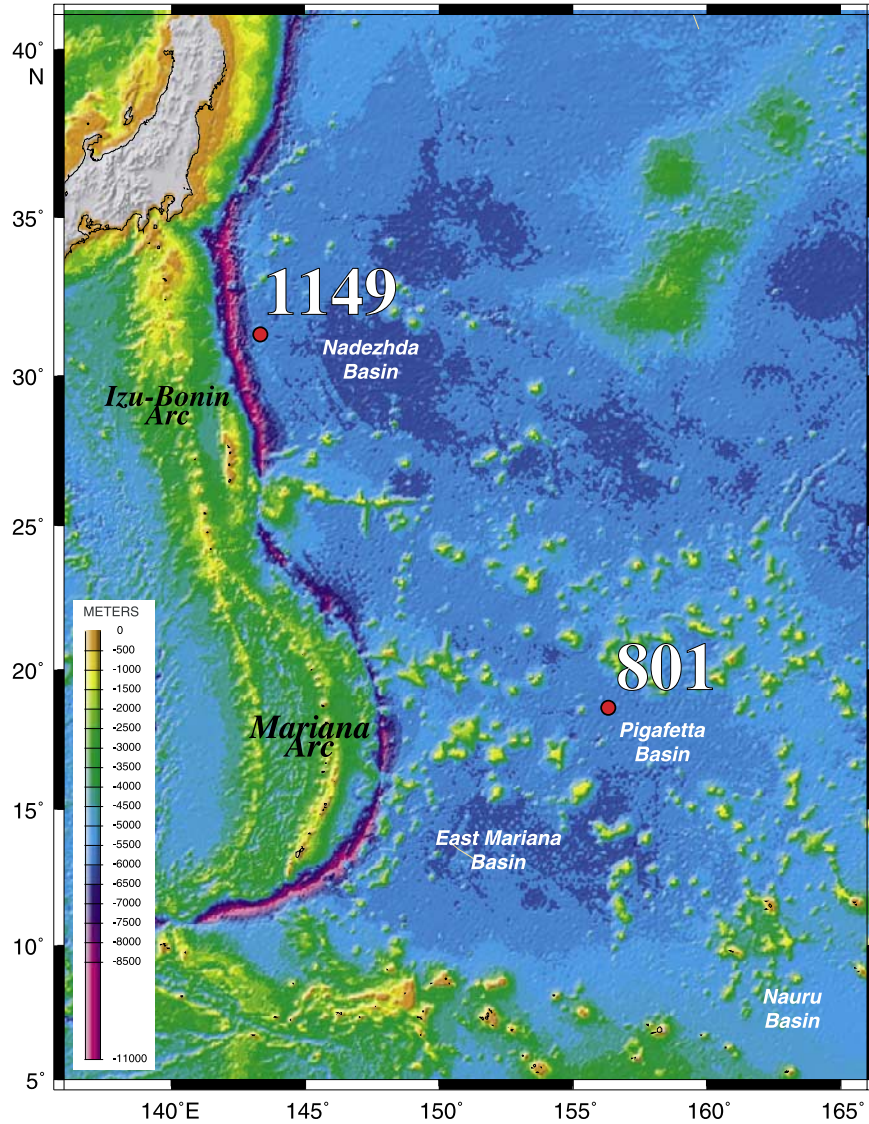 40°
N
35°
1149
Nadezhda
Basin
30°
Izu-Bonin
Arc
25°
METERS
0
-500
-1000
-1500
-2000
-2500
-3000
-3500
-4000
-4500
-5000
-5500
-6000
-6500
-7000
-7500
-8000
-8500
-11000
20°
801
Pigafetta
Basin
Mariana
Arc
15°
East Mariana
Basin
10°
Nauru
Basin
5°
140°E
145°
150°
155°
160°
165°